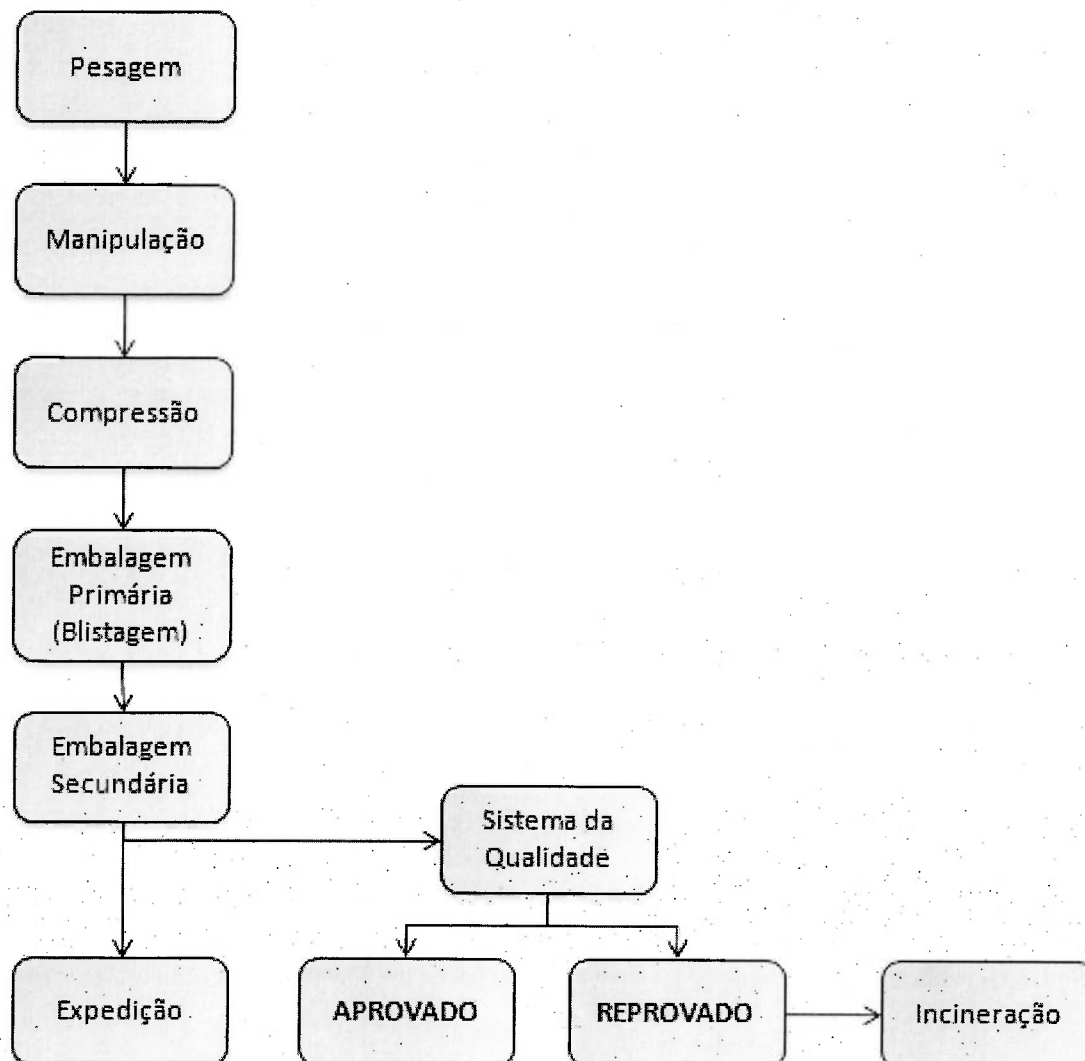 Pesagem
Manipulação
Compressão
Embalagem
Primária
(Blistagem)
Embalagem
Secundária
Sistema da
Qualidade
Expedição
APROVADO
REPROVADO
Incineração